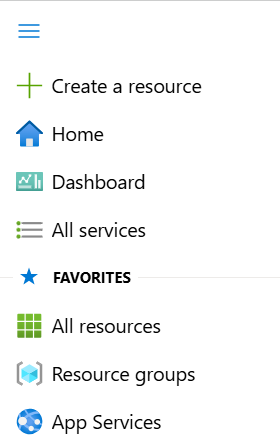 Create a resource
Home
Dashboard
All services
FAVORITES
All resources
Resource groups
App Services